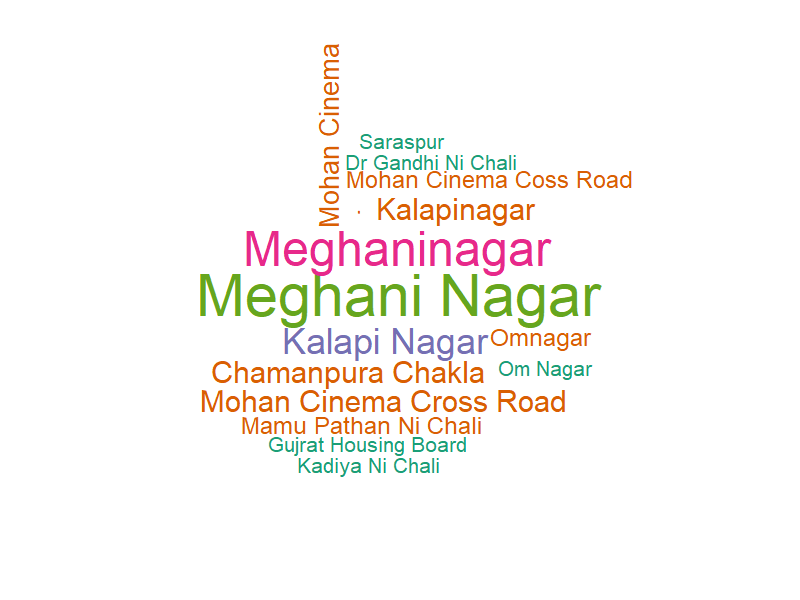 Mohan Cinema
Saraspur
Dr Gandhi Ni Chali
Mohan Cinema Coss Road
Kalapinagar
Meghaninagar
Meghani Nagar
Kalapi Nagar
Omnagar
Chamanpura Chakla
Om Nagar
Mohan Cinema Cross Road
Mamu Pathan Ni Chali
Gujrat Housing Board
Kadiya Ni Chali